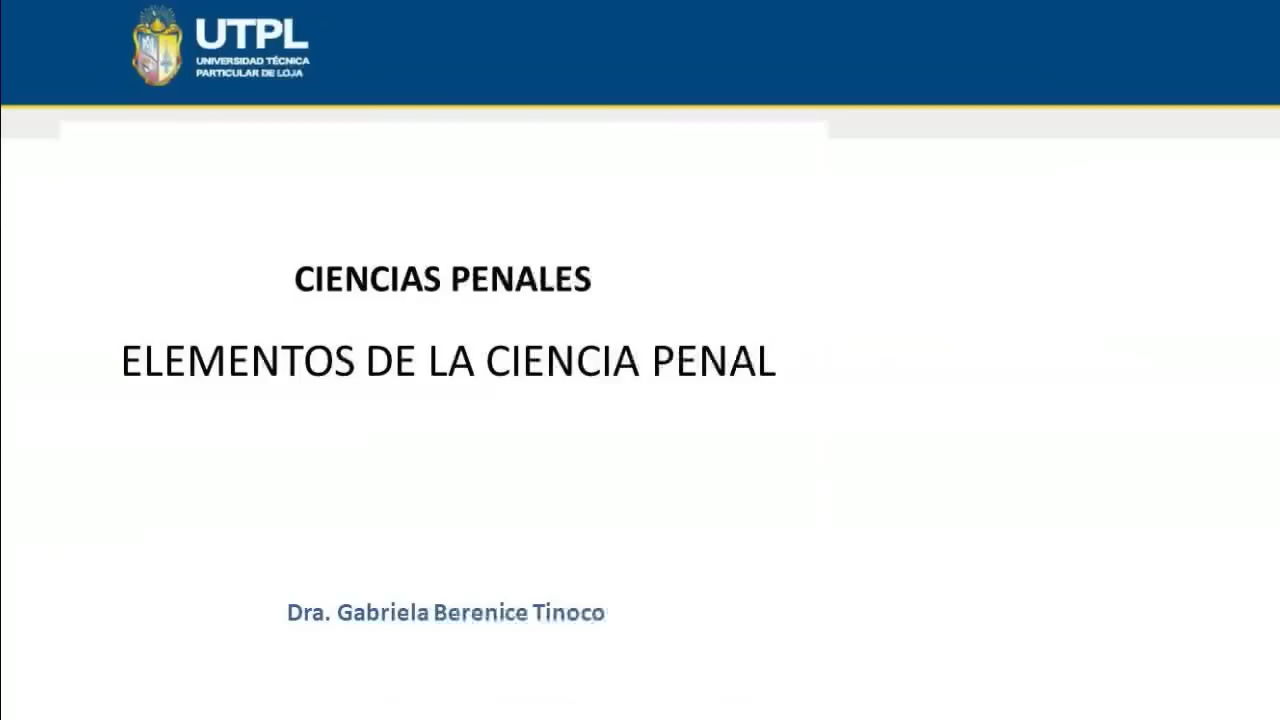 UTPL
UNIVERSIDAD TÉCNICA
PARTICULAR DE LOJA
CIENCIAS PENALES
ELEMENTOS DE LA CIENCIA PENAL
Dra. Gabriela Berenice Tinoco